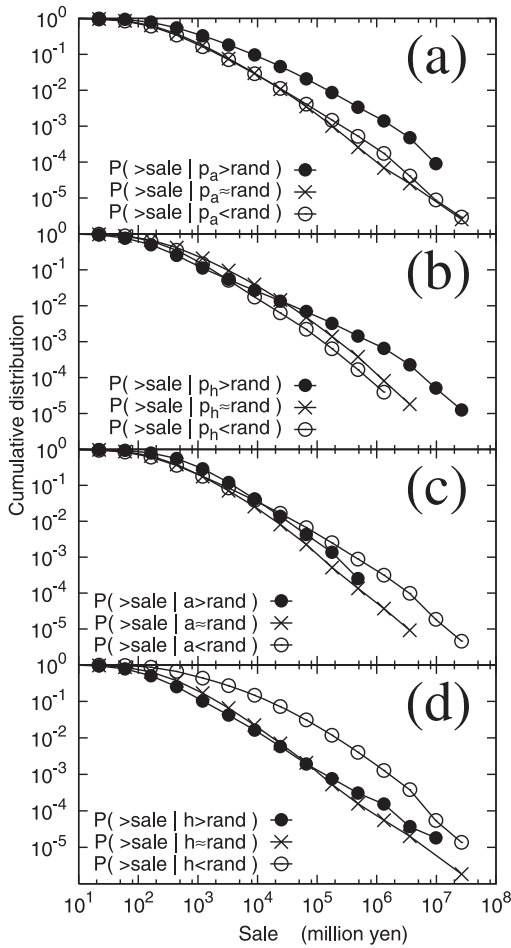 10^0
10^-1
10^-2
10^-3
10^-4
10^-5
(a)
P( >sale | p_a>rand )
P( >sale | p_a≈rand )
P( >sale | p_a<rand )
10^0
10^-1
10^-2
10^-3
10^-4
10^-5
(b)
P( >sale | p_h>rand )
P( >sale | p_h≈rand )
P( >sale | p_h<rand )
Cumulative distribution
10^0
10^-1
10^-2
10^-3
10^-4
10^-5
(c)
P( >sale | a>rand )
P( >sale | a≈rand )
P( >sale | a<rand )
10^0
10^-1
10^-2
10^-3
10^-4
10^-5
(d)
P( >sale | h>rand )
P( >sale | h≈rand )
P( >sale | h<rand )
10^1 10^2 10^3 10^4 10^5 10^6 10^7 10^8
Sale (million yen)